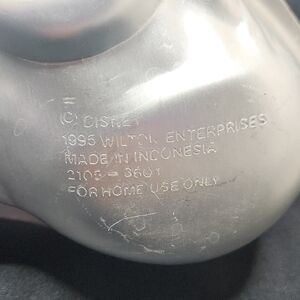 © DISNEY
1995 WILTON ENTERPRISES
MADE IN INDONESIA
2105-3601
FOR HOME USE ONLY